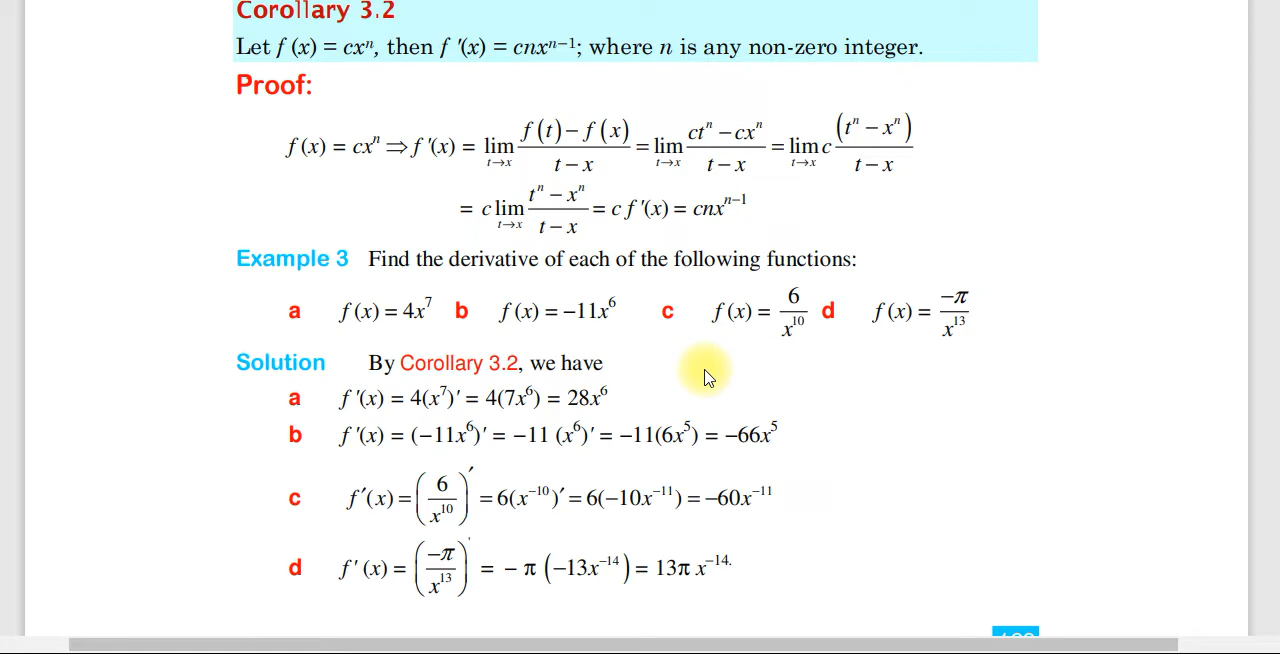 Corollary 3.2
Let f (x) = cxⁿ, then f ′(x) = cnxⁿ⁻¹; where n is any non-zero integer.
Proof:
f (x) = cxⁿ ⇒ f ′(x) = lim_{t→x} (f (t) − f (x))/(t − x) = lim_{t→x} (ctⁿ − cxⁿ)/(t − x) = lim_{t→x} c (tⁿ − xⁿ)/(t − x)
= c lim_{t→x} (tⁿ − xⁿ)/(t − x) = c f ′(x) = cnxⁿ⁻¹
Example 3 Find the derivative of each of the following functions:
a f (x) = 4x⁷ b f (x) = −11x⁶ c f (x) = 6/x¹⁰ d f (x) = −π/x¹³
Solution By Corollary 3.2, we have
a f ′(x) = 4(x⁷)′ = 4(7x⁶) = 28x⁶
b f ′(x) = (−11x⁶)′ = −11 (x⁶)′ = −11(6x⁵) = −66x⁵
c f′(x) = (6/x¹⁰)′ = 6(x⁻¹⁰)′ = 6(−10x⁻¹¹) = −60x⁻¹¹
d f ′ (x) = (−π/x¹³)′ = − π (−13x⁻¹⁴) = 13π x⁻¹⁴.